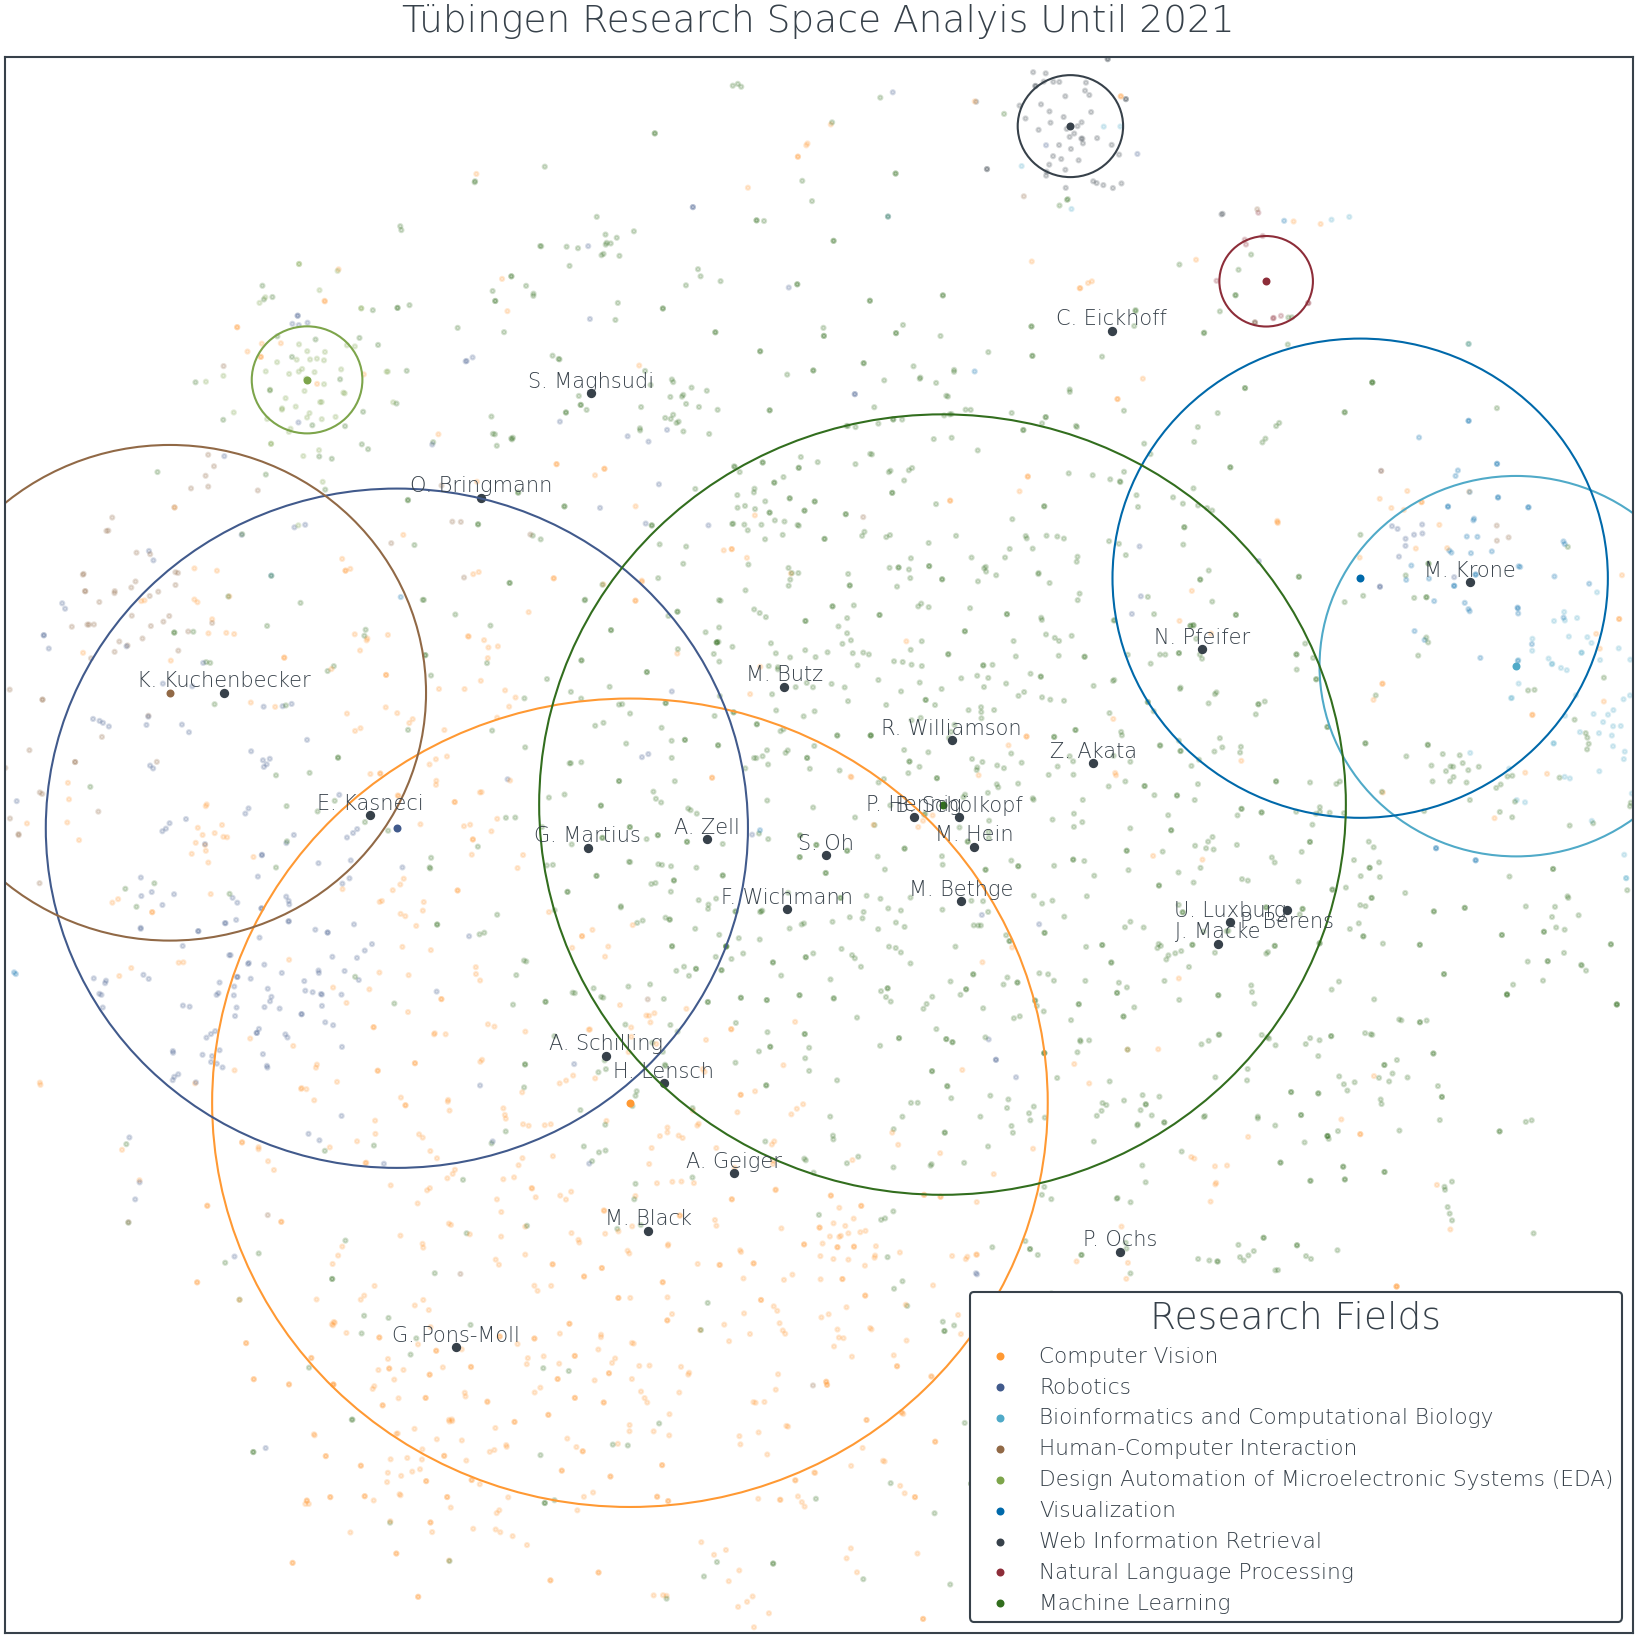 Tübingen Research Space Analyis Until 2021
C. Eickhoff
S. Maghsudi
O. Bringmann
M. Krone
N. Pfeifer
K. Kuchenbecker
M. Butz
R. Williamson
Z. Akata
E. Kasneci
P. Hennig
B. Schölkopf
G. Martius
A. Zell
M. Hein
S. Oh
M. Bethge
F. Wichmann
U. Luxburg
P. Berens
J. Macke
A. Schilling
H. Lensch
A. Geiger
M. Black
P. Ochs
G. Pons-Moll
Research Fields
Computer Vision
Robotics
Bioinformatics and Computational Biology
Human-Computer Interaction
Design Automation of Microelectronic Systems (EDA)
Visualization
Web Information Retrieval
Natural Language Processing
Machine Learning